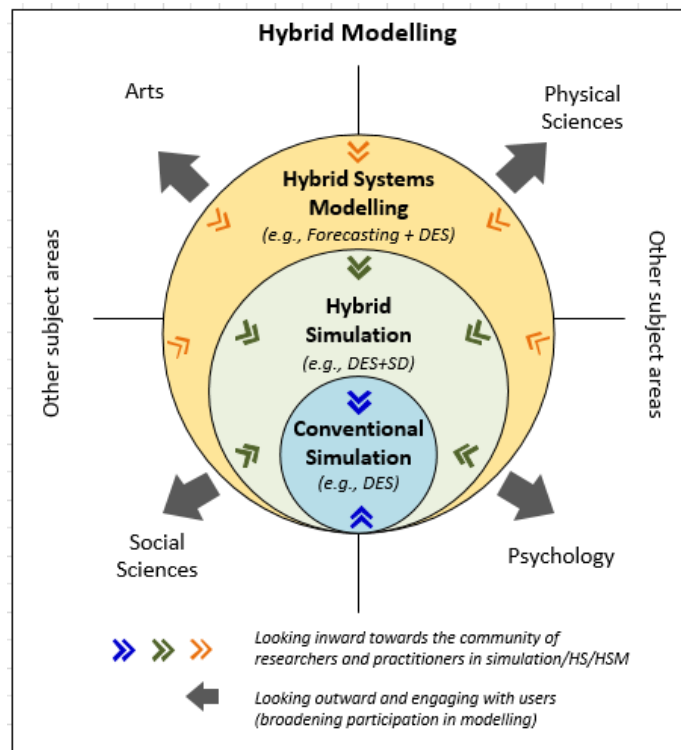 Hybrid Modelling
Arts
Physical
Sciences
Hybrid Systems
Modelling
(e.g., Forecasting + DES)
Other subject areas
Other subject areas
Hybrid
Simulation
(e.g., DES+SD)
Conventional
Simulation
(e.g., DES)
Social
Sciences
Psychology
Looking inward towards the community of
researchers and practitioners in simulation/HS/HSM
Looking outward and engaging with users
(broadening participation in modelling)